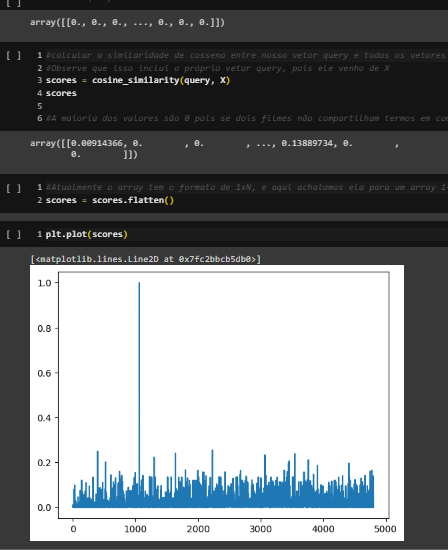 [ ]
array([[0., 0., 0., ..., 0., 0., 0.]])
[ ] 1 #calcular a similaridade de cosseno entre nosso vetor query e todos os vetores
2 #Observe que isso inclui o próprio vetor query, pois ele venho de X
3 scores = cosine_similarity(query, X)
4 scores
5
6 #A maioria dos valores são 0 pois se dois filmes não compartilham termos em com
array([[0.00914366, 0. , 0. , ..., 0.13889734, 0. ,
0. ]])
[ ] 1 #Atualmente o array tem o formato de 1xN, e aqui achatamos ela para um array 1-
2 scores = scores.flatten()
[ ] 1 plt.plot(scores)
[<matplotlib.lines.Line2D at 0x7fc2bbcb5db0>]
1.0
0.8
0.6
0.4
0.2
0.0
0 1000 2000 3000 4000 5000